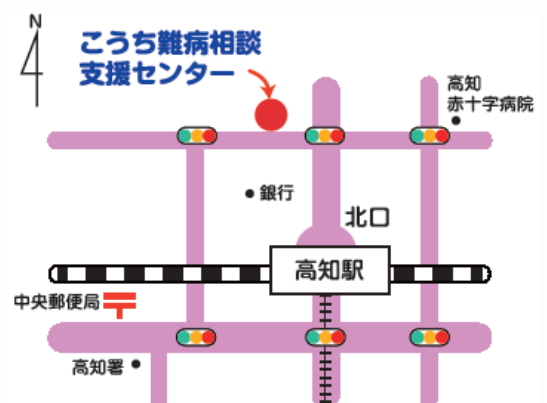 N
こうち難病相談
支援センター
高知
赤十字病院
銀行
北口
高知駅
中央郵便局
高知署